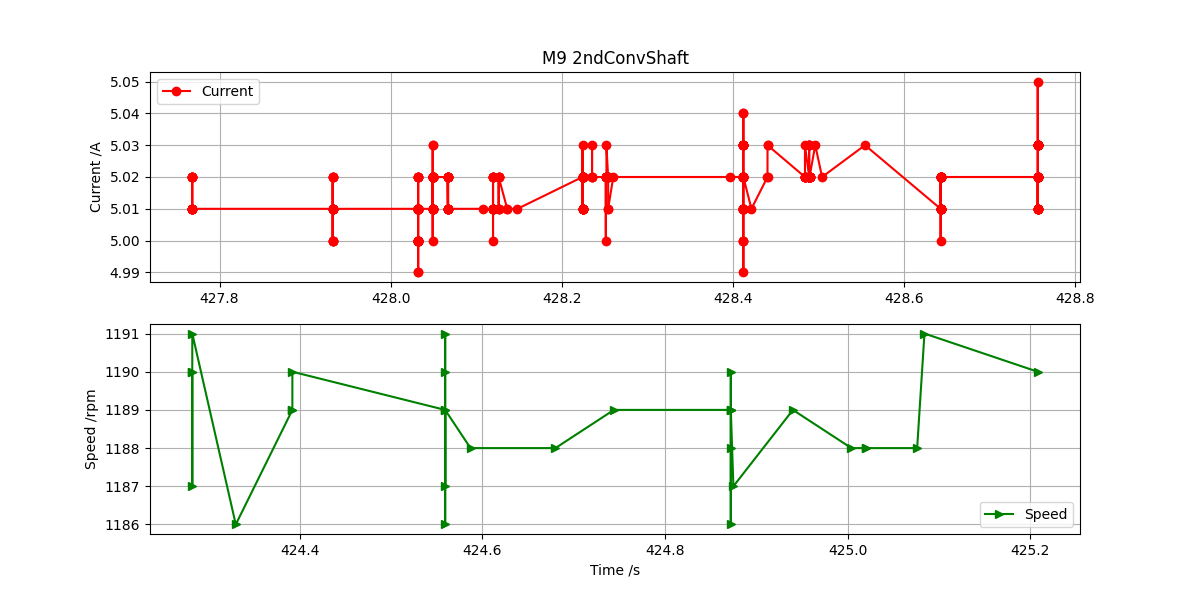 M9 2ndConvShaft
5.05
5.04
5.03
5.02
5.01
5.00
4.99
Current /A
Current
427.8 428.0 428.2 428.4 428.6 428.8
1191
1190
1189
1188
1187
1186
Speed /rpm
Speed
424.4 424.6 424.8 425.0 425.2
Time /s